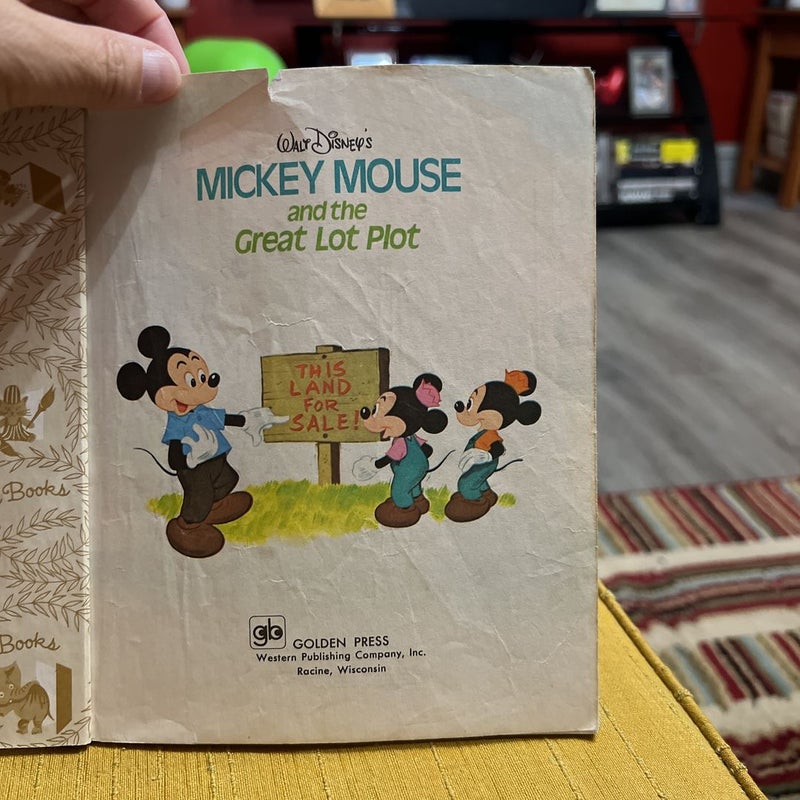 Walt Disney's
MICKEY MOUSE
and the
Great Lot Plot
THIS
LAND
FOR
SALE!
Books
Books
gb
GOLDEN PRESS
Western Publishing Company, Inc.
Racine, Wisconsin